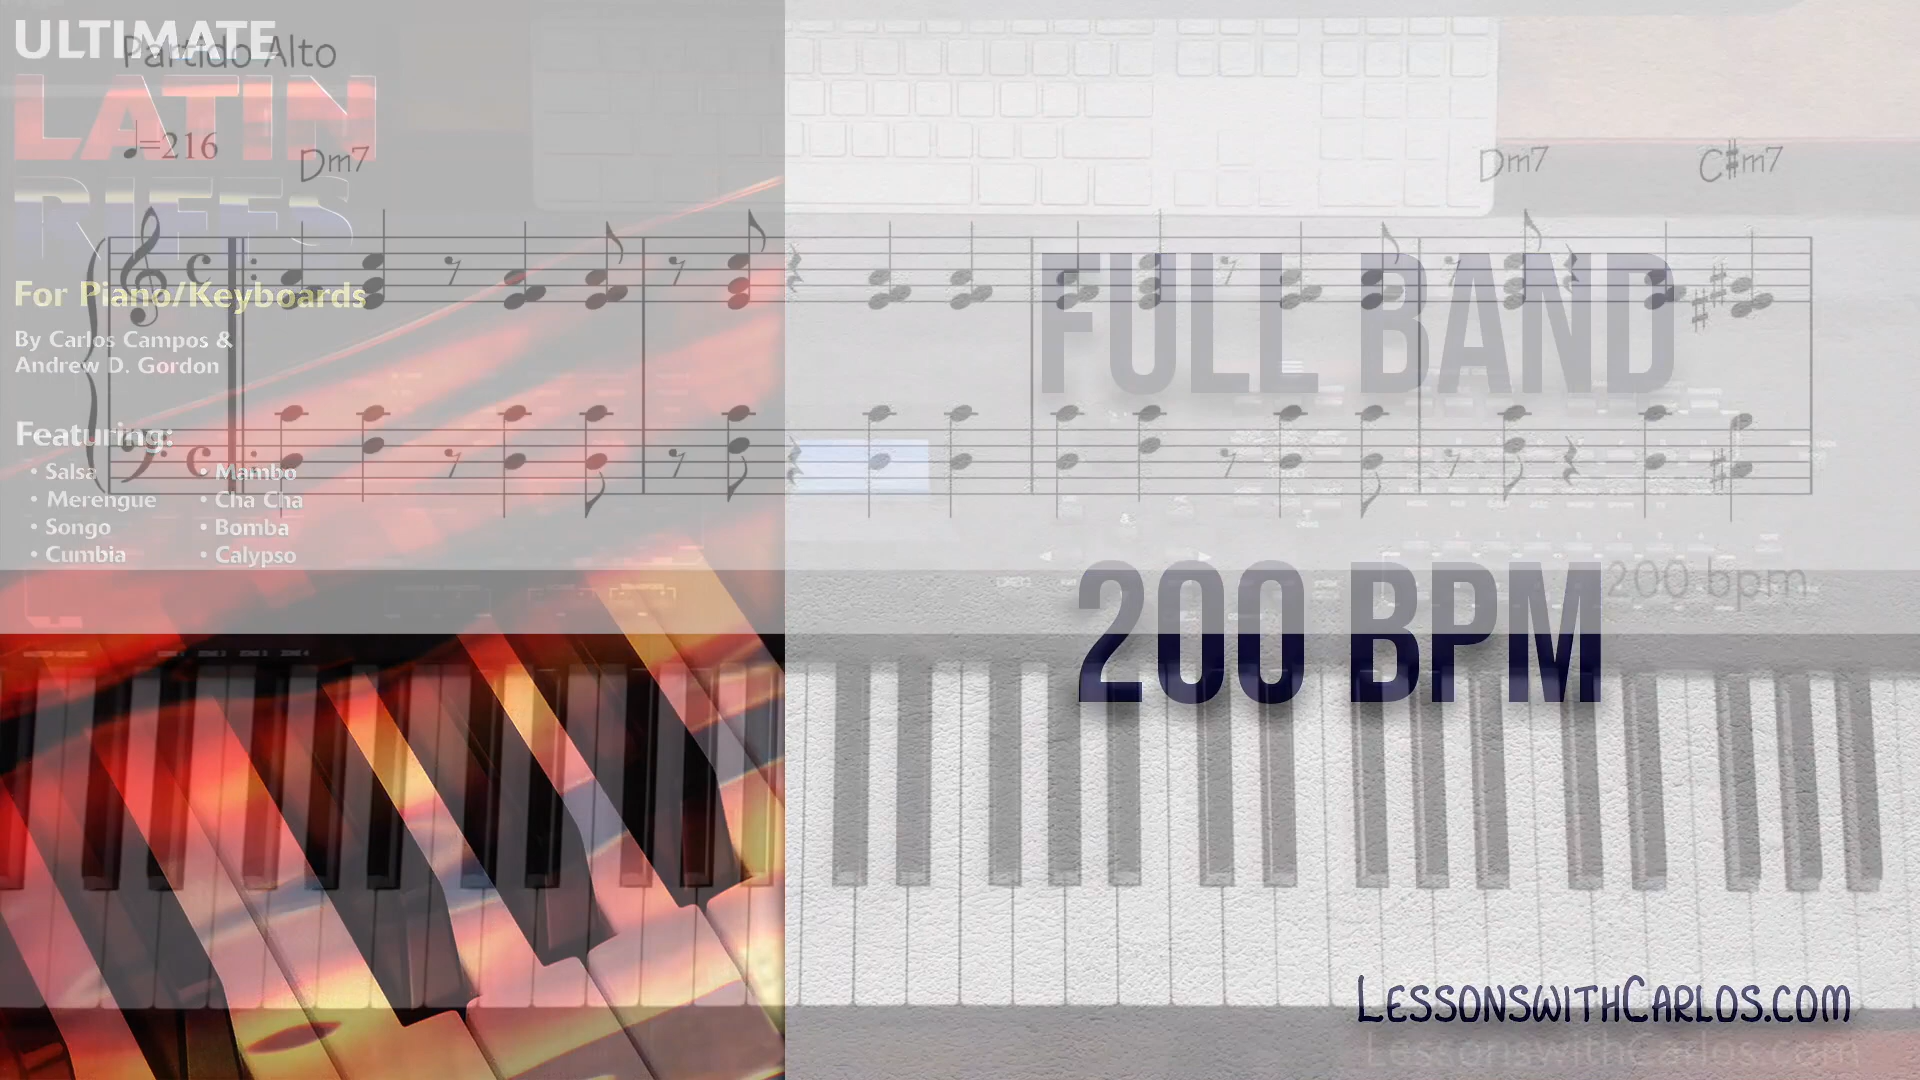 ULTIMATE
Partido Alto
LATIN
♩=216
Dm7
Dm7
C#m7
RIFFS
For Piano/Keyboards
By Carlos Campos &
Andrew D. Gordon
FULL BAND
Featuring:
• Salsa
• Mambo
• Merengue
• Cha Cha
• Songo
• Bomba
• Cumbia
• Calypso
200 BPM
200 bpm
LessonswithCarlos.com
LessonswithCarlos.com